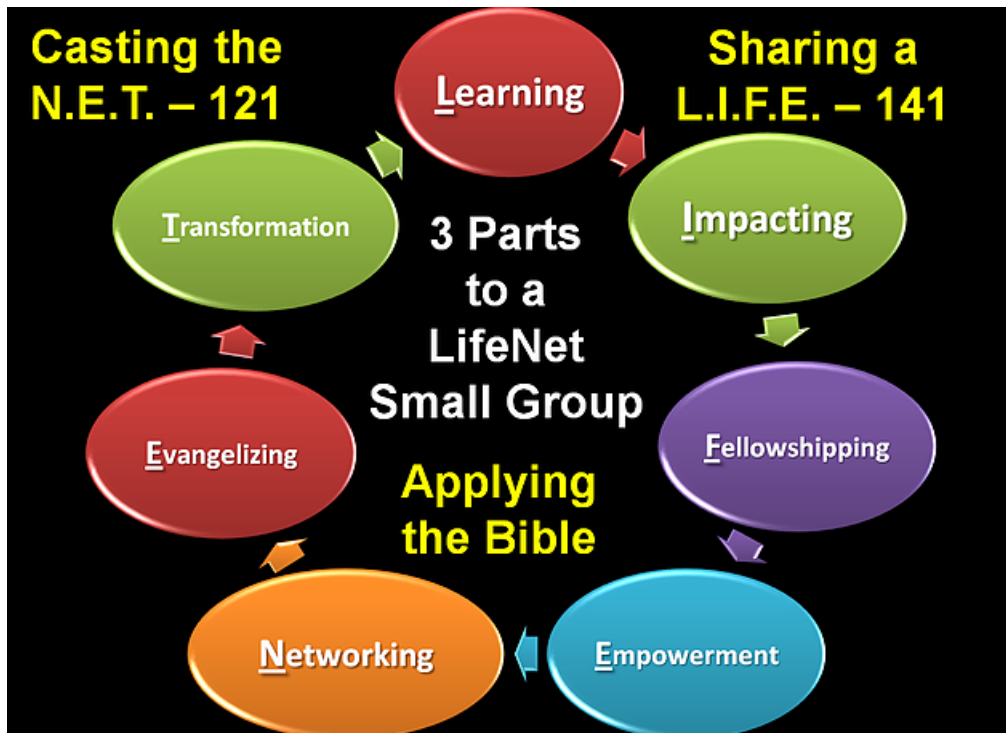 Casting the
N.E.T. – 121
Sharing a
L.I.F.E. – 141
Learning
Impacting
Fellowshipping
Empowerment
Networking
Evangelizing
Transformation
3 Parts
to a
LifeNet
Small Group
Applying
the Bible